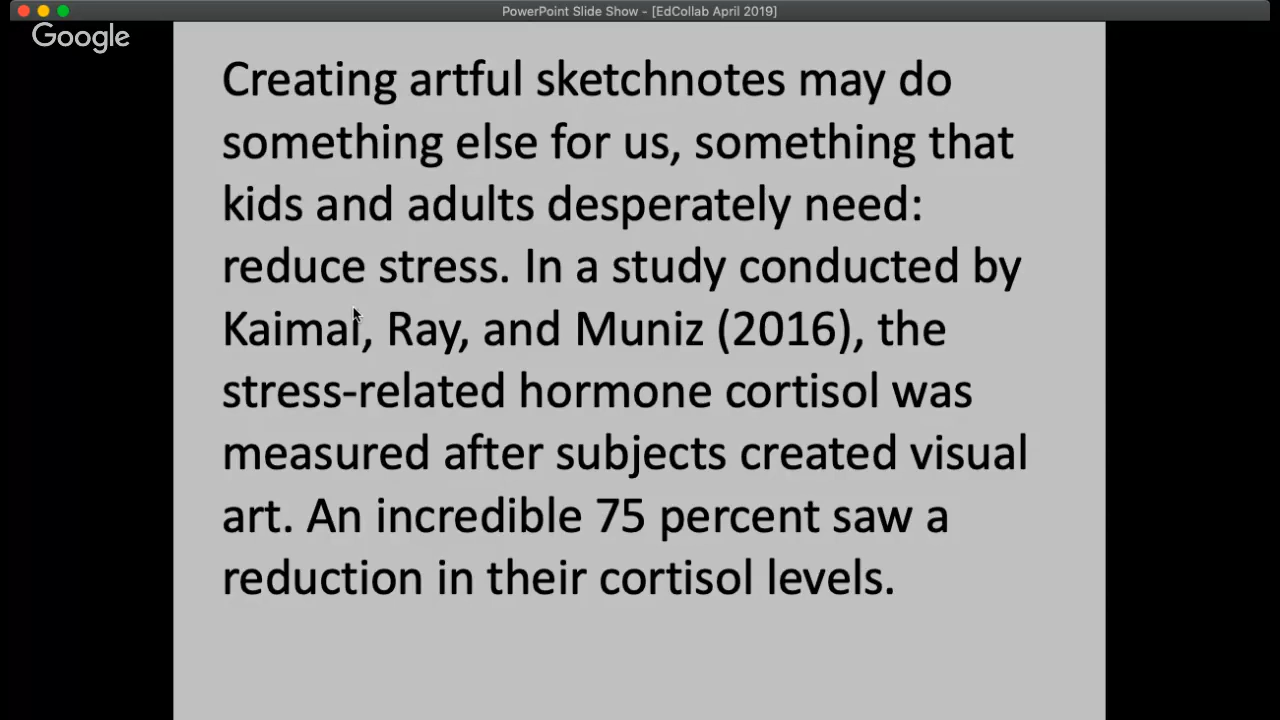 PowerPoint Slide Show - [EdCollab April 2019]
Google
Creating artful sketchnotes may do
something else for us, something that
kids and adults desperately need:
reduce stress. In a study conducted by
Kaimal, Ray, and Muniz (2016), the
stress-related hormone cortisol was
measured after subjects created visual
art. An incredible 75 percent saw a
reduction in their cortisol levels.